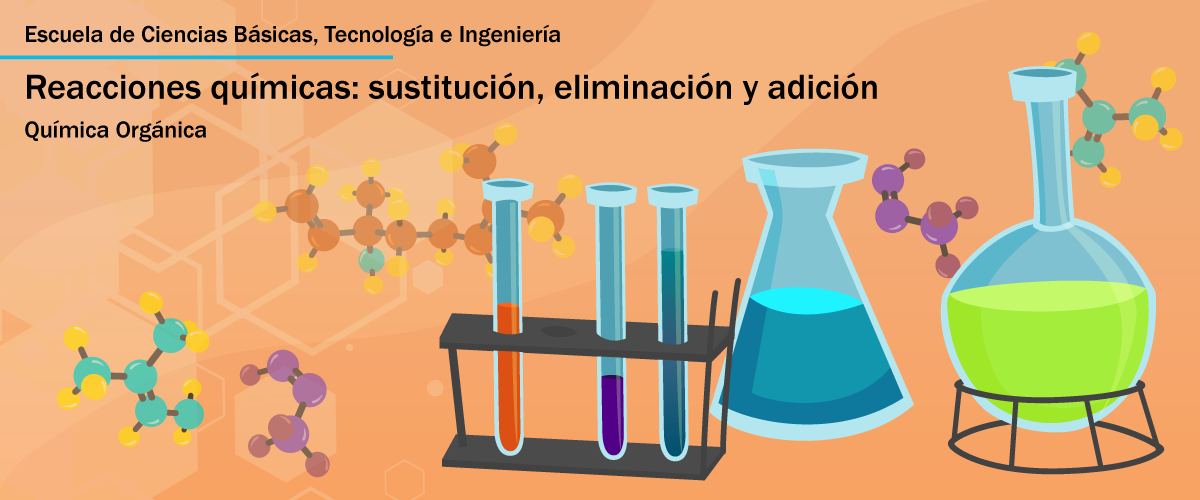 Escuela de Ciencias Básicas, Tecnología e Ingeniería
Reacciones químicas: sustitución, eliminación y adición
Química Orgánica